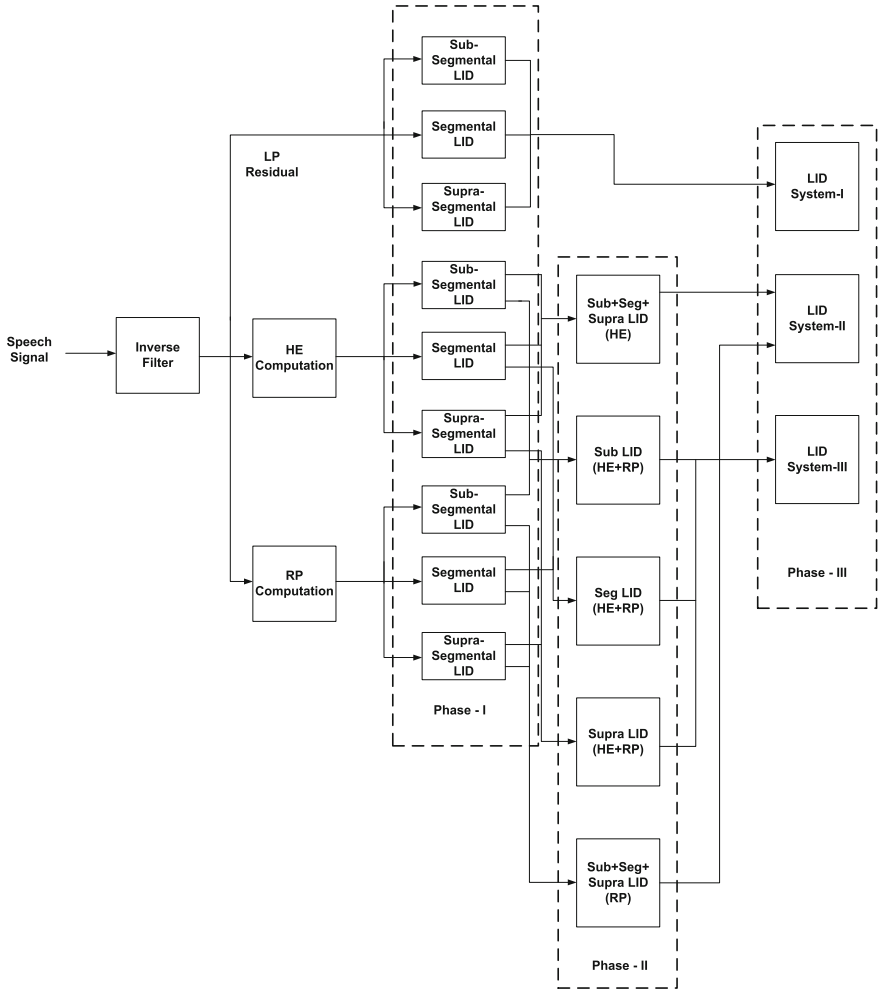 Speech
Signal
Inverse
Filter
LP
Residual
HE
Computation
RP
Computation
Sub-
Segmental
LID
Segmental
LID
Supra-
Segmental
LID
Sub-
Segmental
LID
Segmental
LID
Supra-
Segmental
LID
Sub-
Segmental
LID
Segmental
LID
Supra-
Segmental
LID
Phase - I
Sub+Seg+
Supra LID
(HE)
Sub LID
(HE+RP)
Seg LID
(HE+RP)
Supra LID
(HE+RP)
Sub+Seg+
Supra LID
(RP)
Phase - II
LID
System-I
LID
System-II
LID
System-III
Phase - III